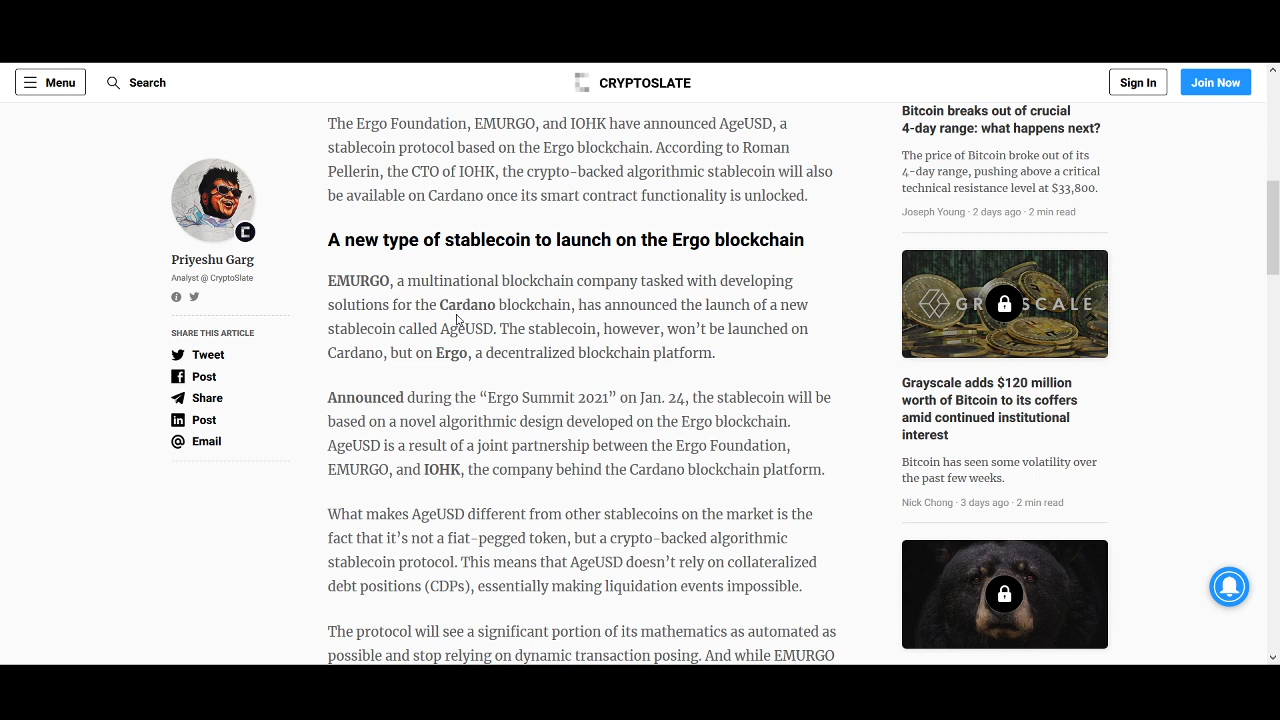 Menu
Search
CRYPTOSLATE
Sign In
Join Now
Priyeshu Garg
Analyst @ CryptoSlate
SHARE THIS ARTICLE
Tweet
Post
Share
Post
Email
The Ergo Foundation, EMURGO, and IOHK have announced AgeUSD, a
stablecoin protocol based on the Ergo blockchain. According to Roman
Pellerin, the CTO of IOHK, the crypto-backed algorithmic stablecoin will also
be available on Cardano once its smart contract functionality is unlocked.
A new type of stablecoin to launch on the Ergo blockchain
EMURGO, a multinational blockchain company tasked with developing
solutions for the Cardano blockchain, has announced the launch of a new
stablecoin called AgeUSD. The stablecoin, however, won’t be launched on
Cardano, but on Ergo, a decentralized blockchain platform.
Announced during the “Ergo Summit 2021” on Jan. 24, the stablecoin will be
based on a novel algorithmic design developed on the Ergo blockchain.
AgeUSD is a result of a joint partnership between the Ergo Foundation,
EMURGO, and IOHK, the company behind the Cardano blockchain platform.
What makes AgeUSD different from other stablecoins on the market is the
fact that it’s not a fiat-pegged token, but a crypto-backed algorithmic
stablecoin protocol. This means that AgeUSD doesn’t rely on collateralized
debt positions (CDPs), essentially making liquidation events impossible.
The protocol will see a significant portion of its mathematics as automated as
possible and stop relying on dynamic transaction posing. And while EMURGO
Bitcoin breaks out of crucial
4-day range: what happens next?
The price of Bitcoin broke out of its
4-day range, pushing above a critical
technical resistance level at $33,800.
Joseph Young · 2 days ago · 2 min read
GRAYSCALE
Grayscale adds $120 million
worth of Bitcoin to its coffers
amid continued institutional
interest
Bitcoin has seen some volatility over
the past few weeks.
Nick Chong · 3 days ago · 2 min read